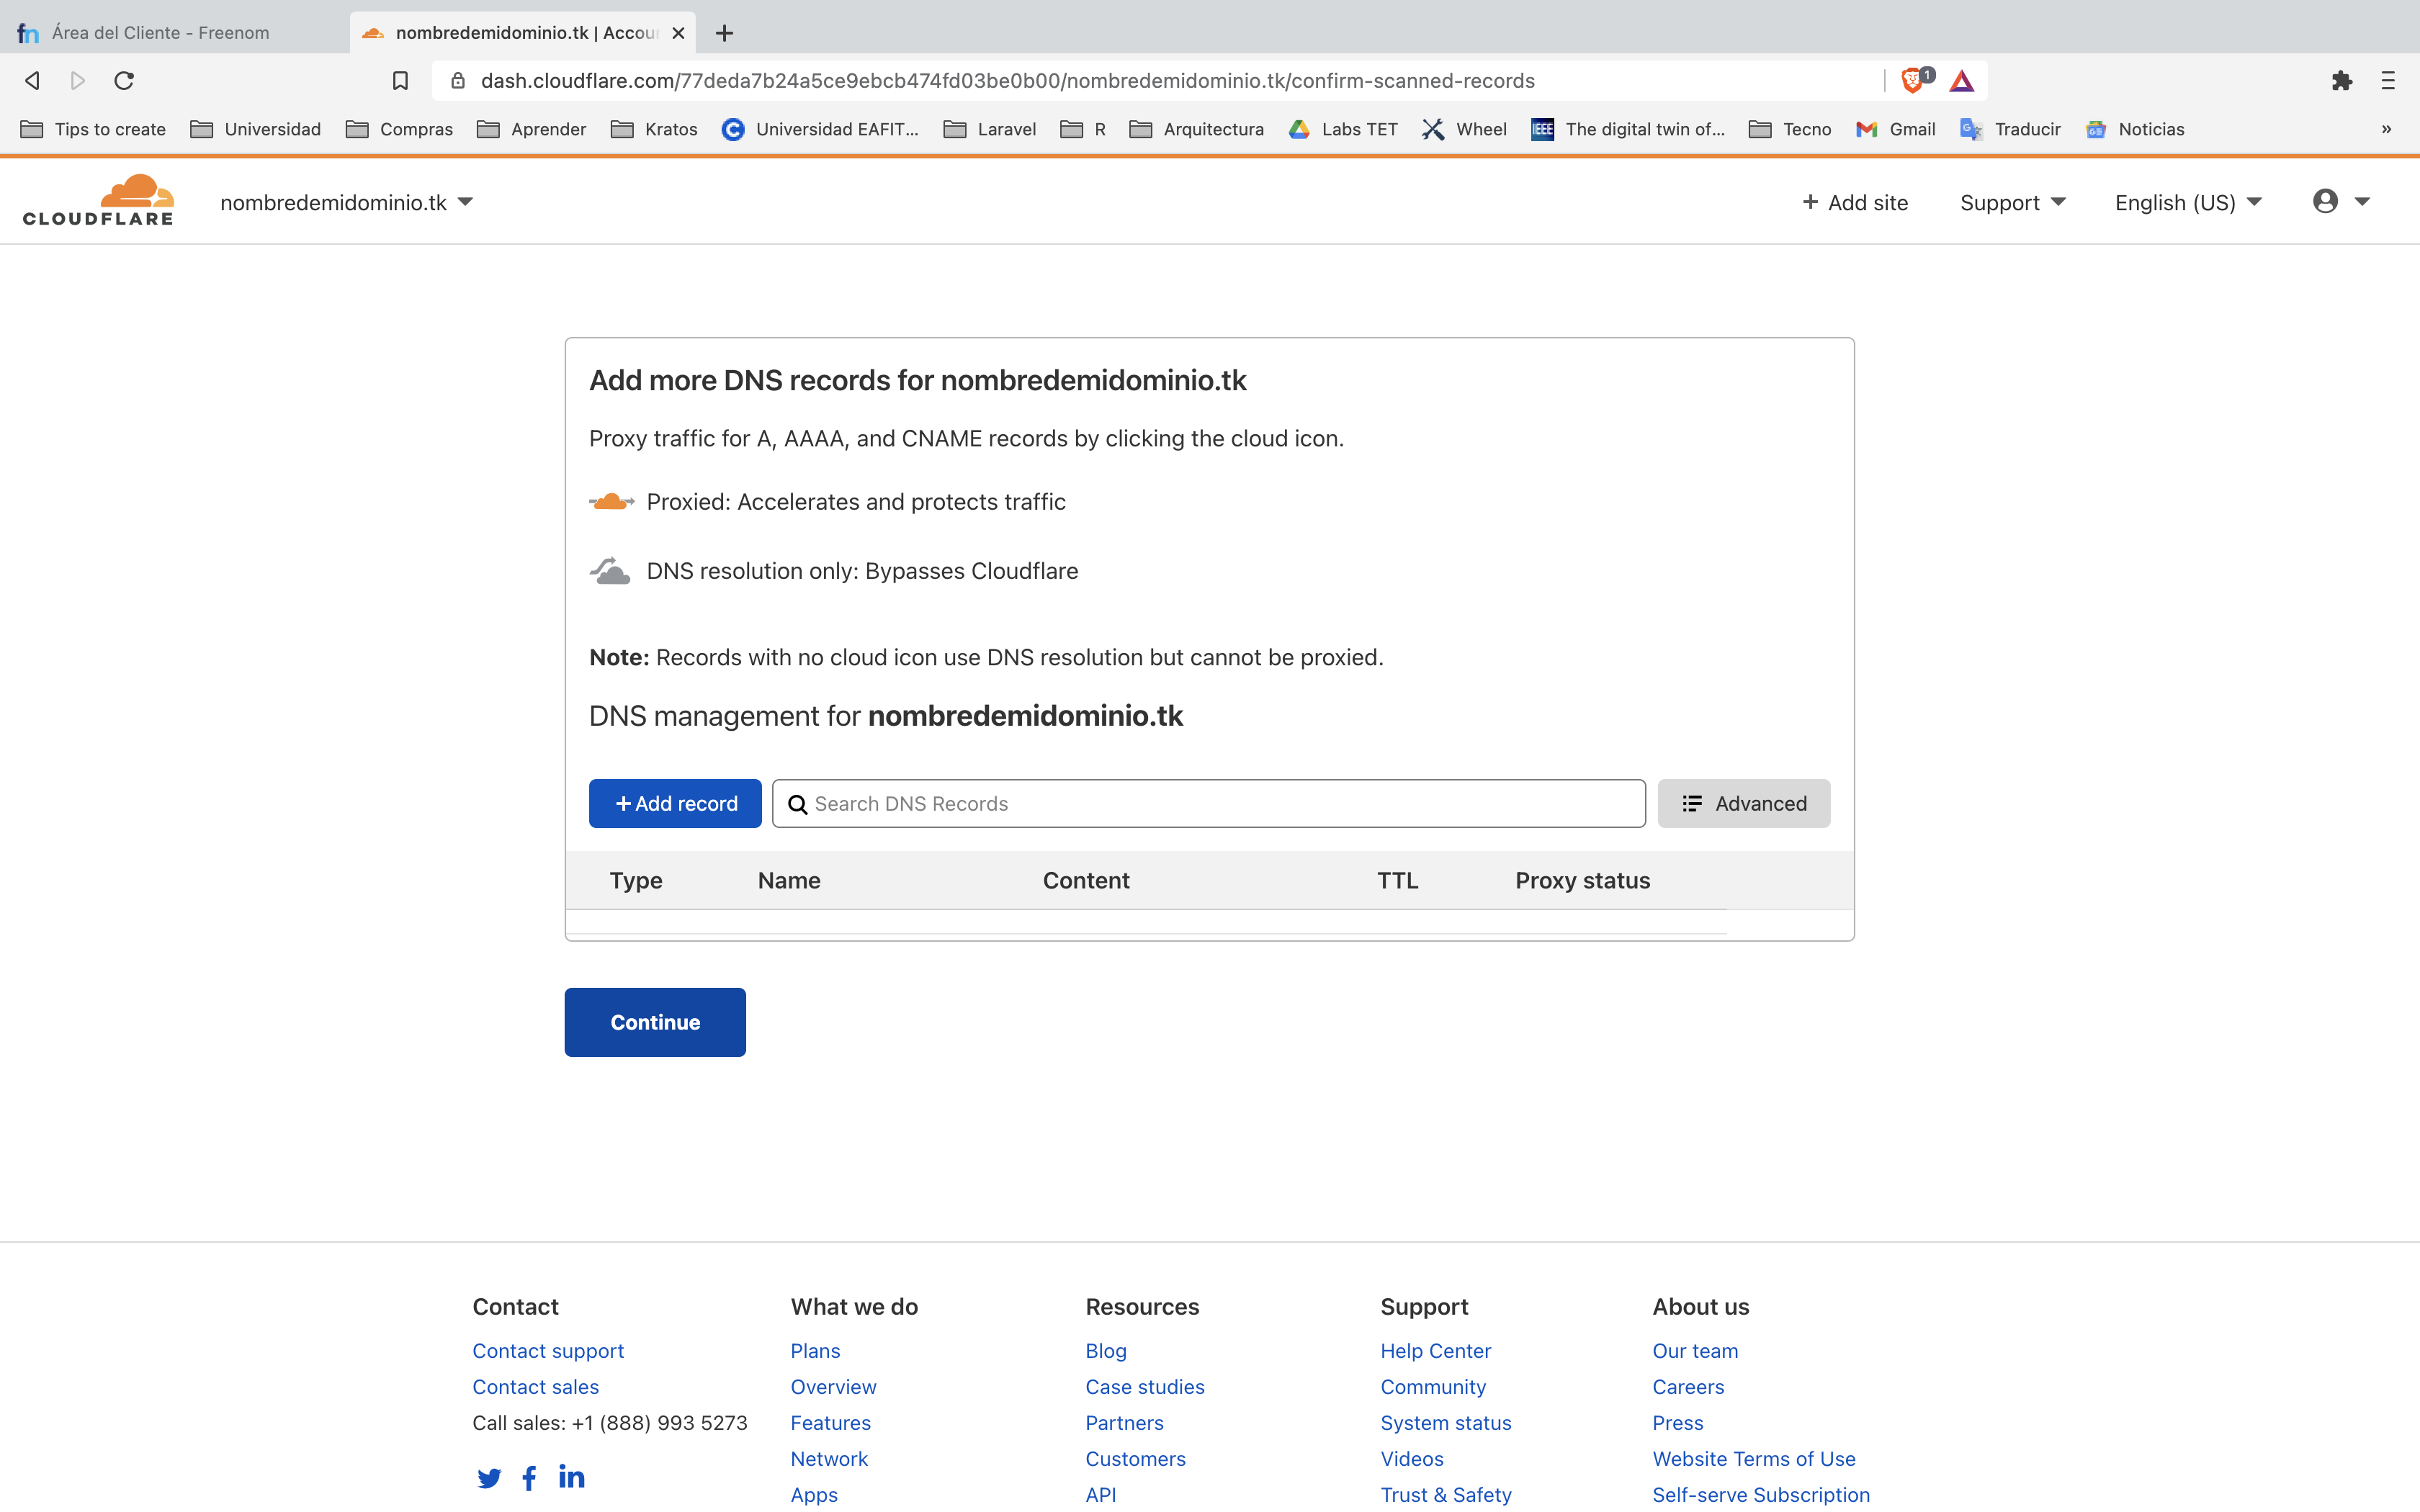 Área del Cliente - Freenom
nombredemidominio.tk | Accou
dash.cloudflare.com/77deda7b24a5ce9ebcb474fd03be0b00/nombredemidominio.tk/confirm-scanned-records
1
Tips to create
Universidad
Compras
Aprender
Kratos
Universidad EAFIT...
Laravel
R
Arquitectura
Labs TET
Wheel
IEEE
The digital twin of...
Tecno
Gmail
Traducir
Noticias
»
CLOUDFLARE
nombredemidominio.tk
+ Add site
Support
English (US)
Add more DNS records for nombredemidominio.tk
Proxy traffic for A, AAAA, and CNAME records by clicking the cloud icon.
Proxied: Accelerates and protects traffic
DNS resolution only: Bypasses Cloudflare
Note: Records with no cloud icon use DNS resolution but cannot be proxied.
DNS management for nombredemidominio.tk
+ Add record
Search DNS Records
Advanced
Type Name Content TTL Proxy status
Continue
Contact
Contact support
Contact sales
Call sales: +1 (888) 993 5273
What we do
Plans
Overview
Features
Network
Apps
Resources
Blog
Case studies
Partners
Customers
API
Support
Help Center
Community
System status
Videos
Trust & Safety
About us
Our team
Careers
Press
Website Terms of Use
Self-serve Subscription